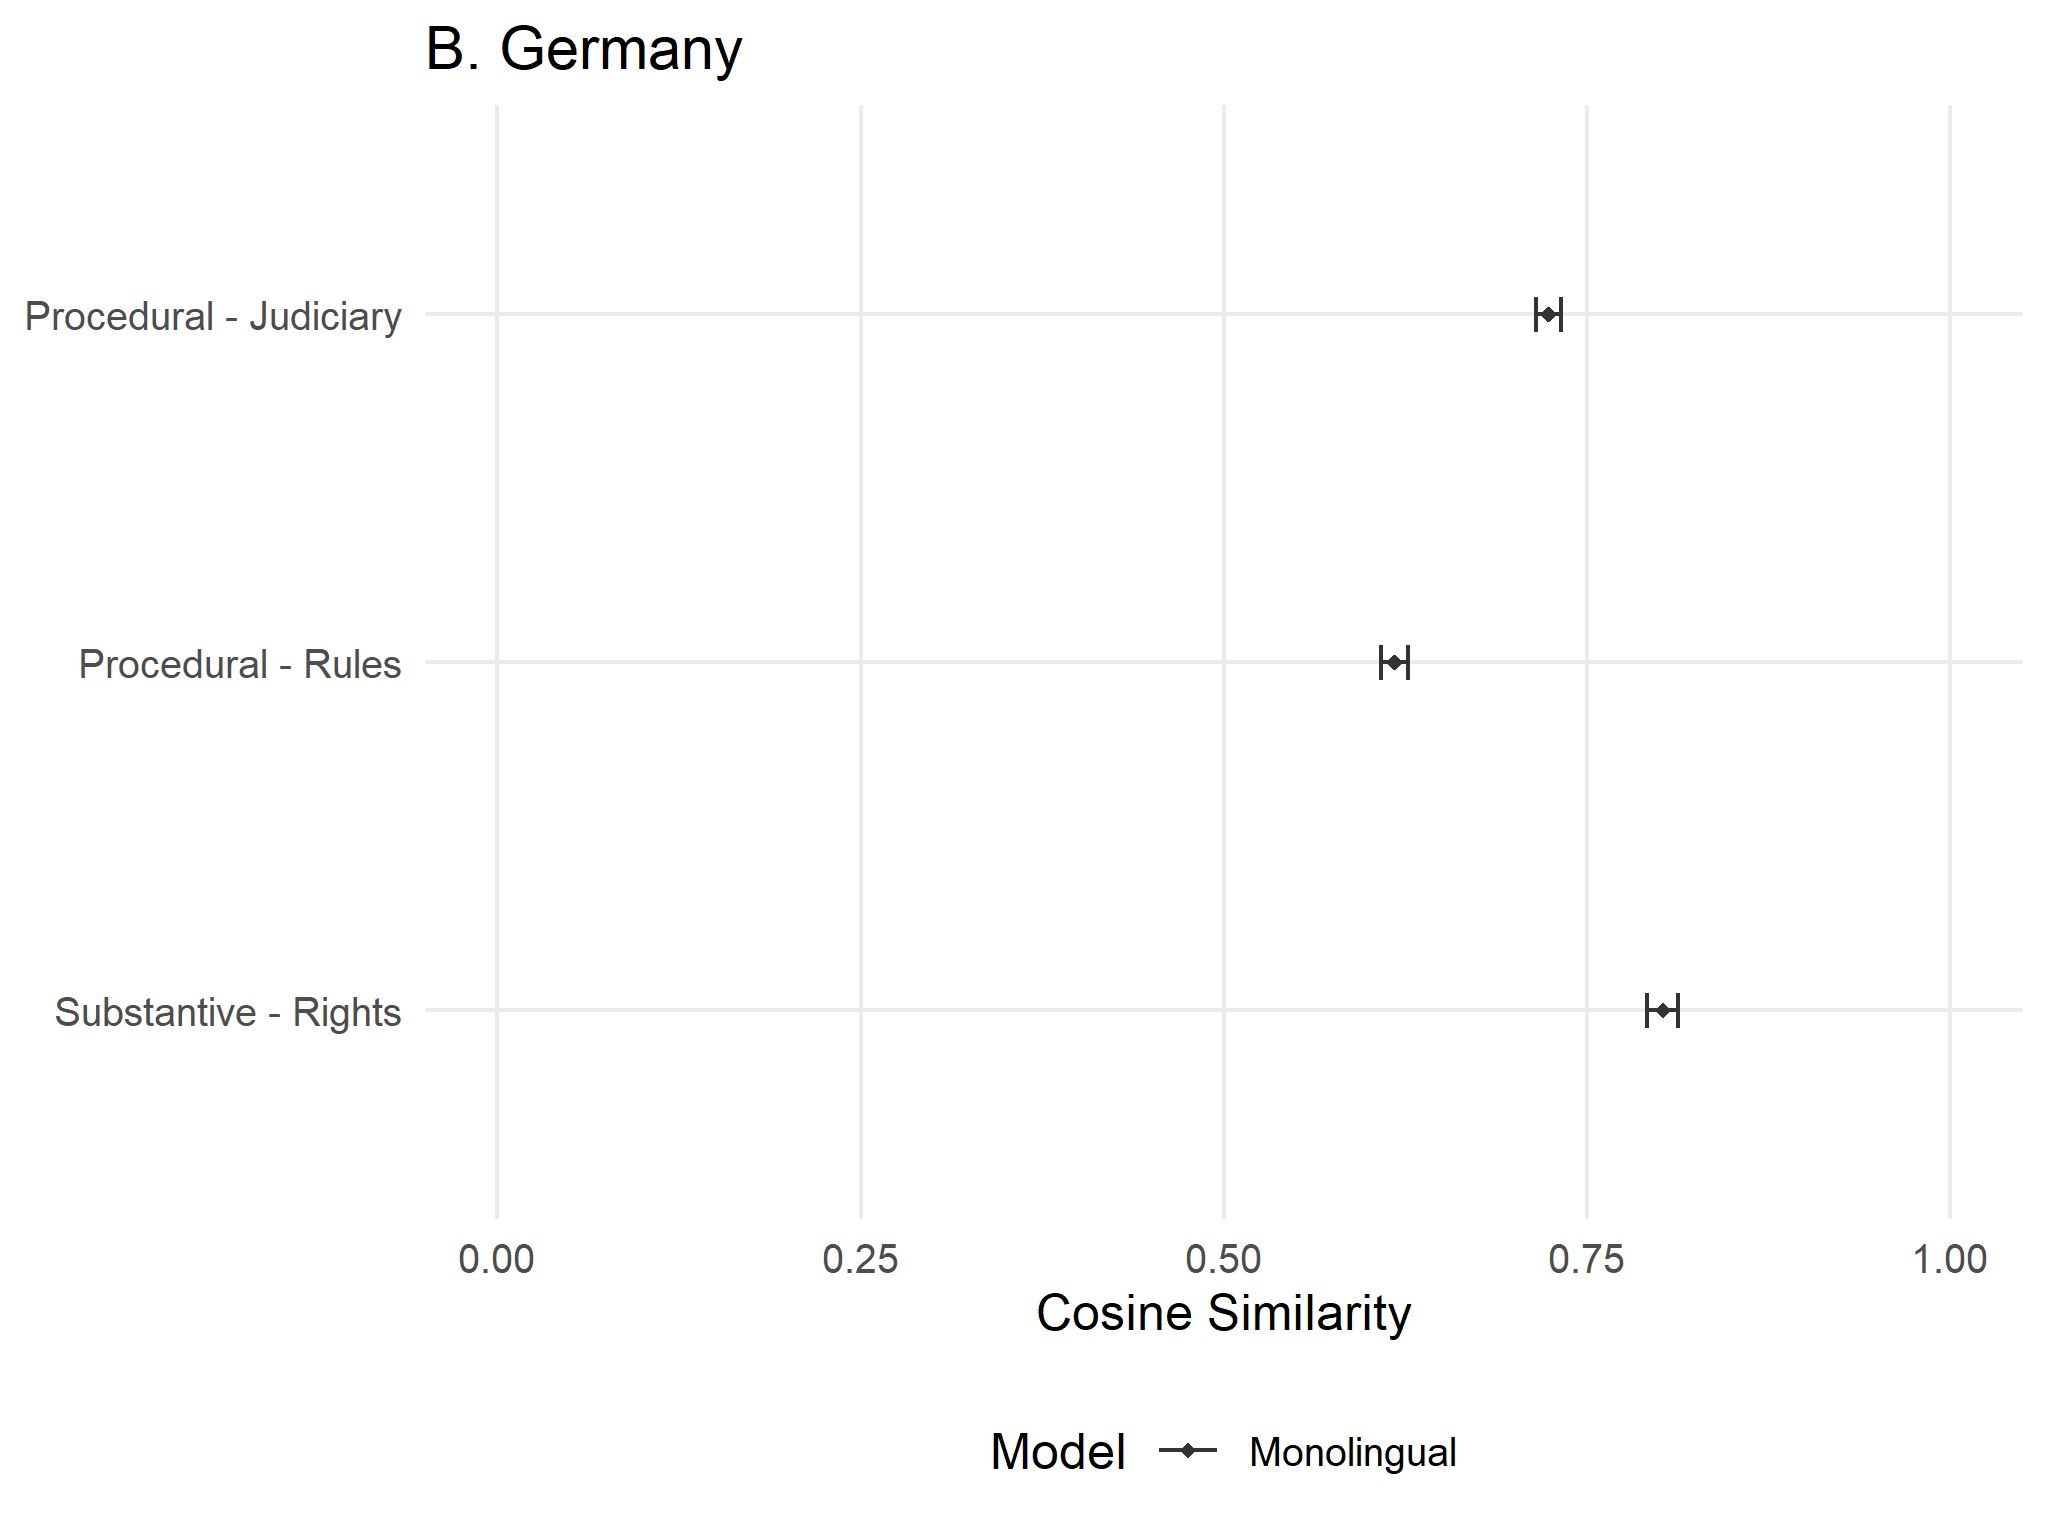 B. Germany
Procedural - Judiciary
Procedural - Rules
Substantive - Rights
0.00 0.25 0.50 0.75 1.00
Cosine Similarity
Model Monolingual